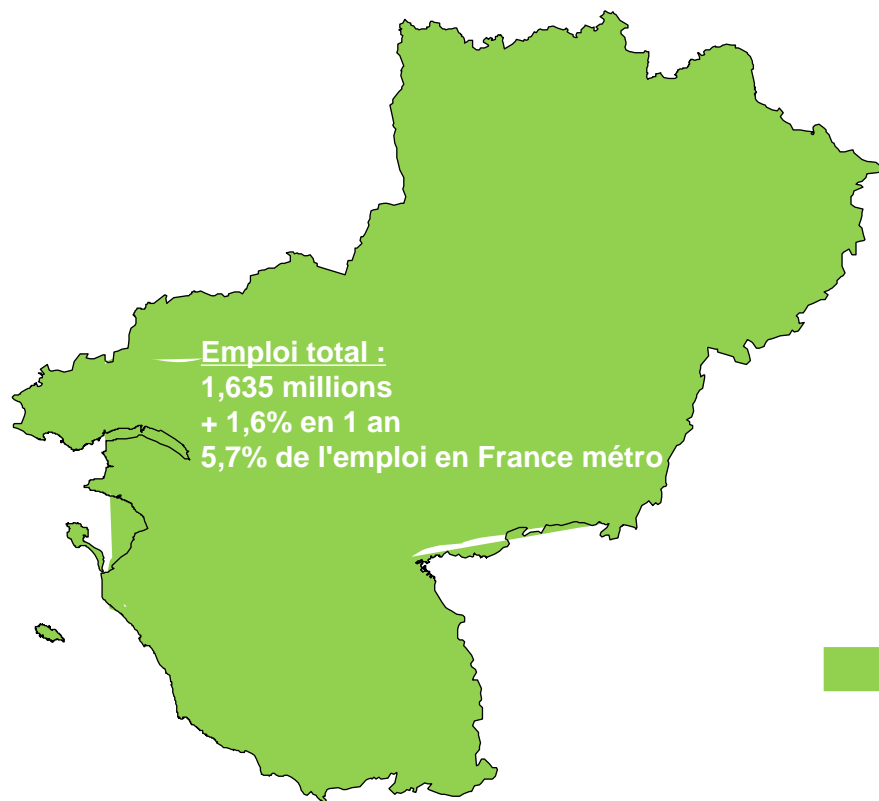 Emploi total :
1,635 millions
+ 1,6% en 1 an
5,7% de l'emploi en France métro